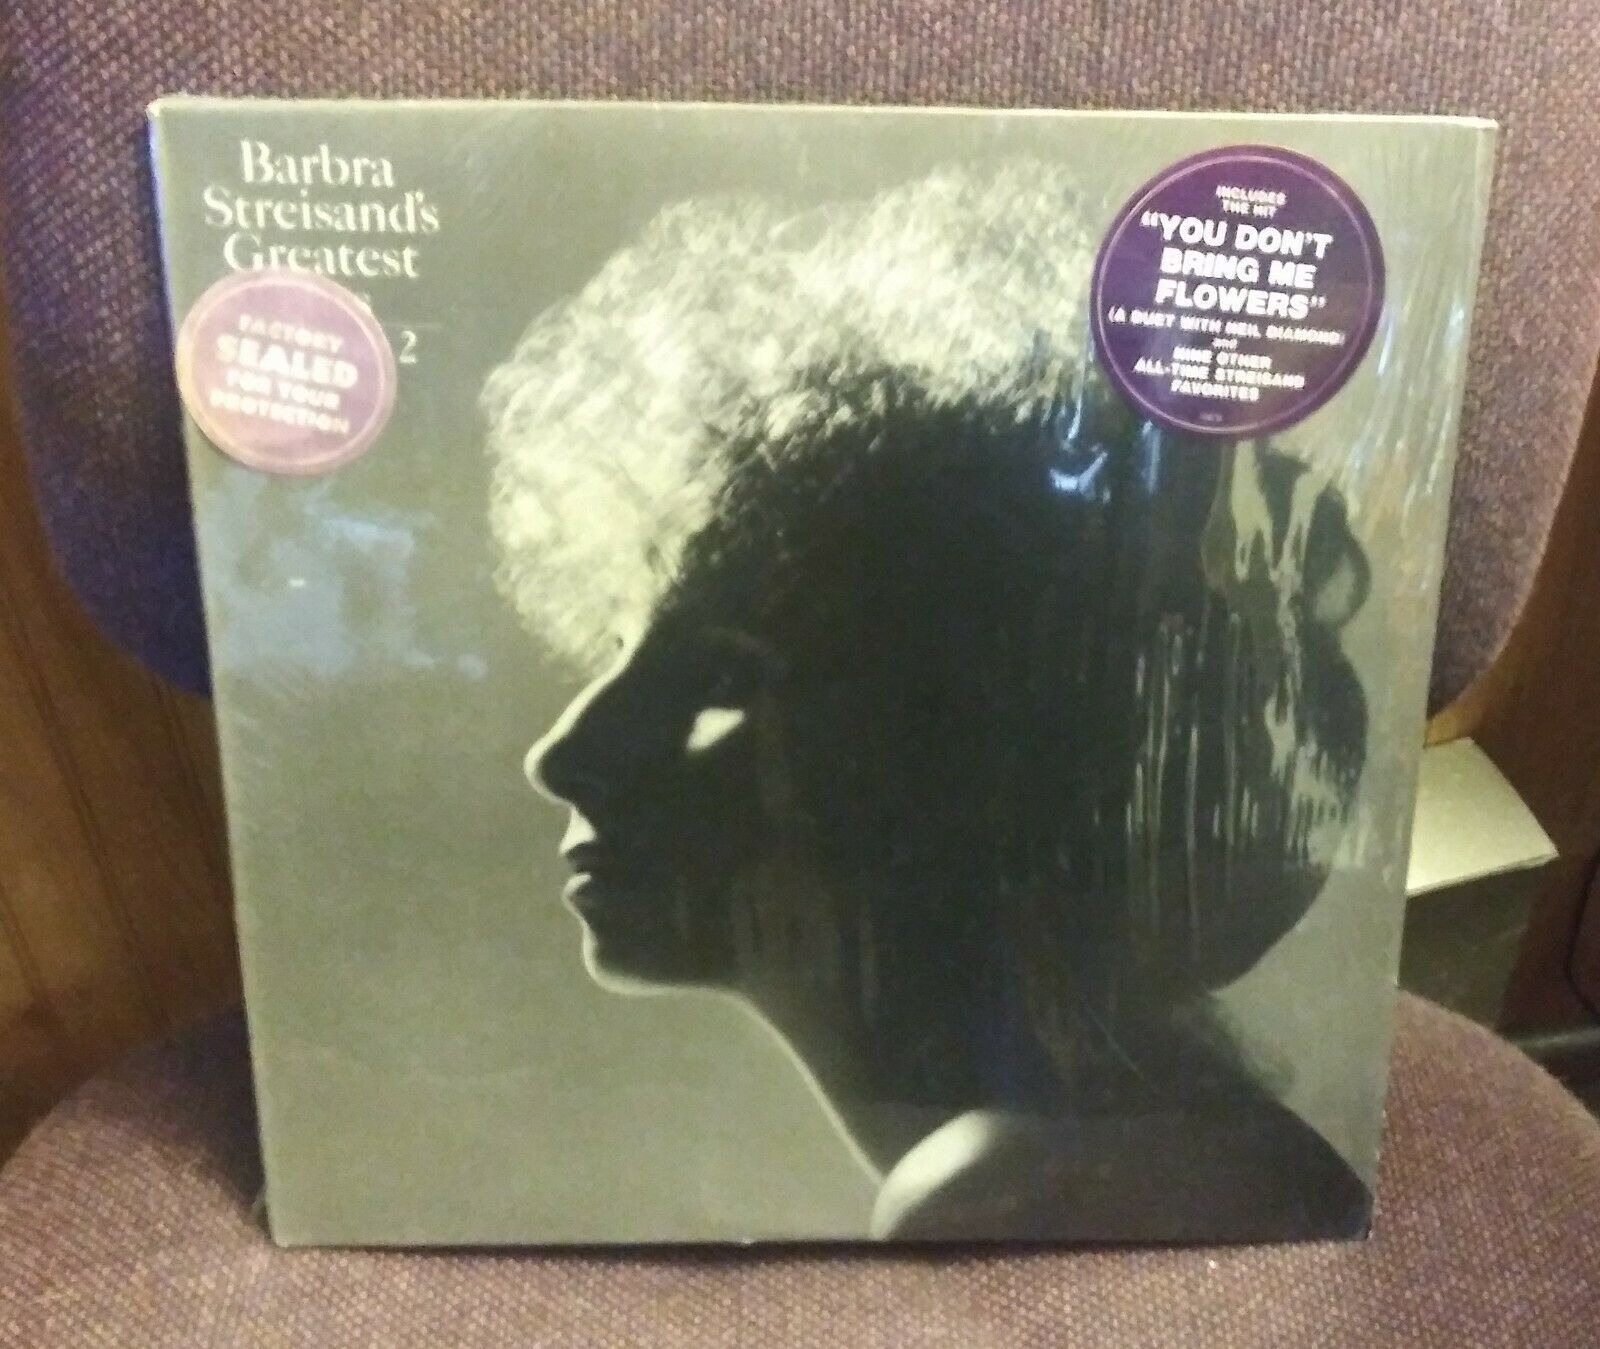 Barbra
Streisand's
Greatest
2
FACTORY
SEALED
FOR YOUR
PROTECTION
INCLUDES
THE HIT
"YOU DON'T
BRING ME
FLOWERS"
(A DUET WITH NEIL DIAMOND)
and
NINE OTHER
ALL-TIME STREISAND
FAVORITES